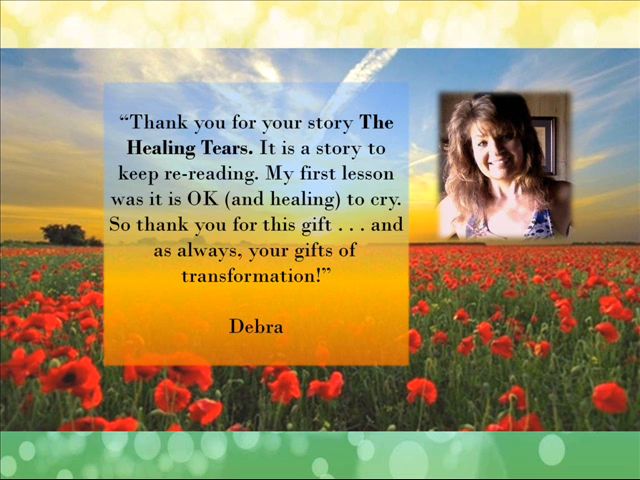 “Thank you for your story The
Healing Tears. It is a story to
keep re-reading. My first lesson
was it is OK (and healing) to cry.
So thank you for this gift . . . and
as always, your gifts of
transformation!”
Debra